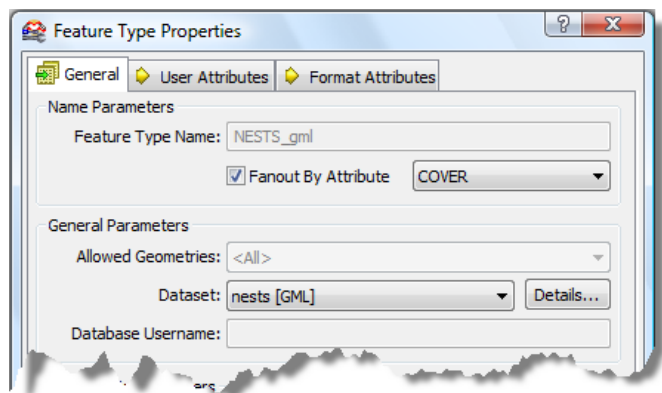 Feature Type Properties
?
General User Attributes Format Attributes
Name Parameters
Feature Type Name: NESTS_gml
Fanout By Attribute COVER
General Parameters
Allowed Geometries: <All>
Dataset: nests [GML] Details...
Database Username: